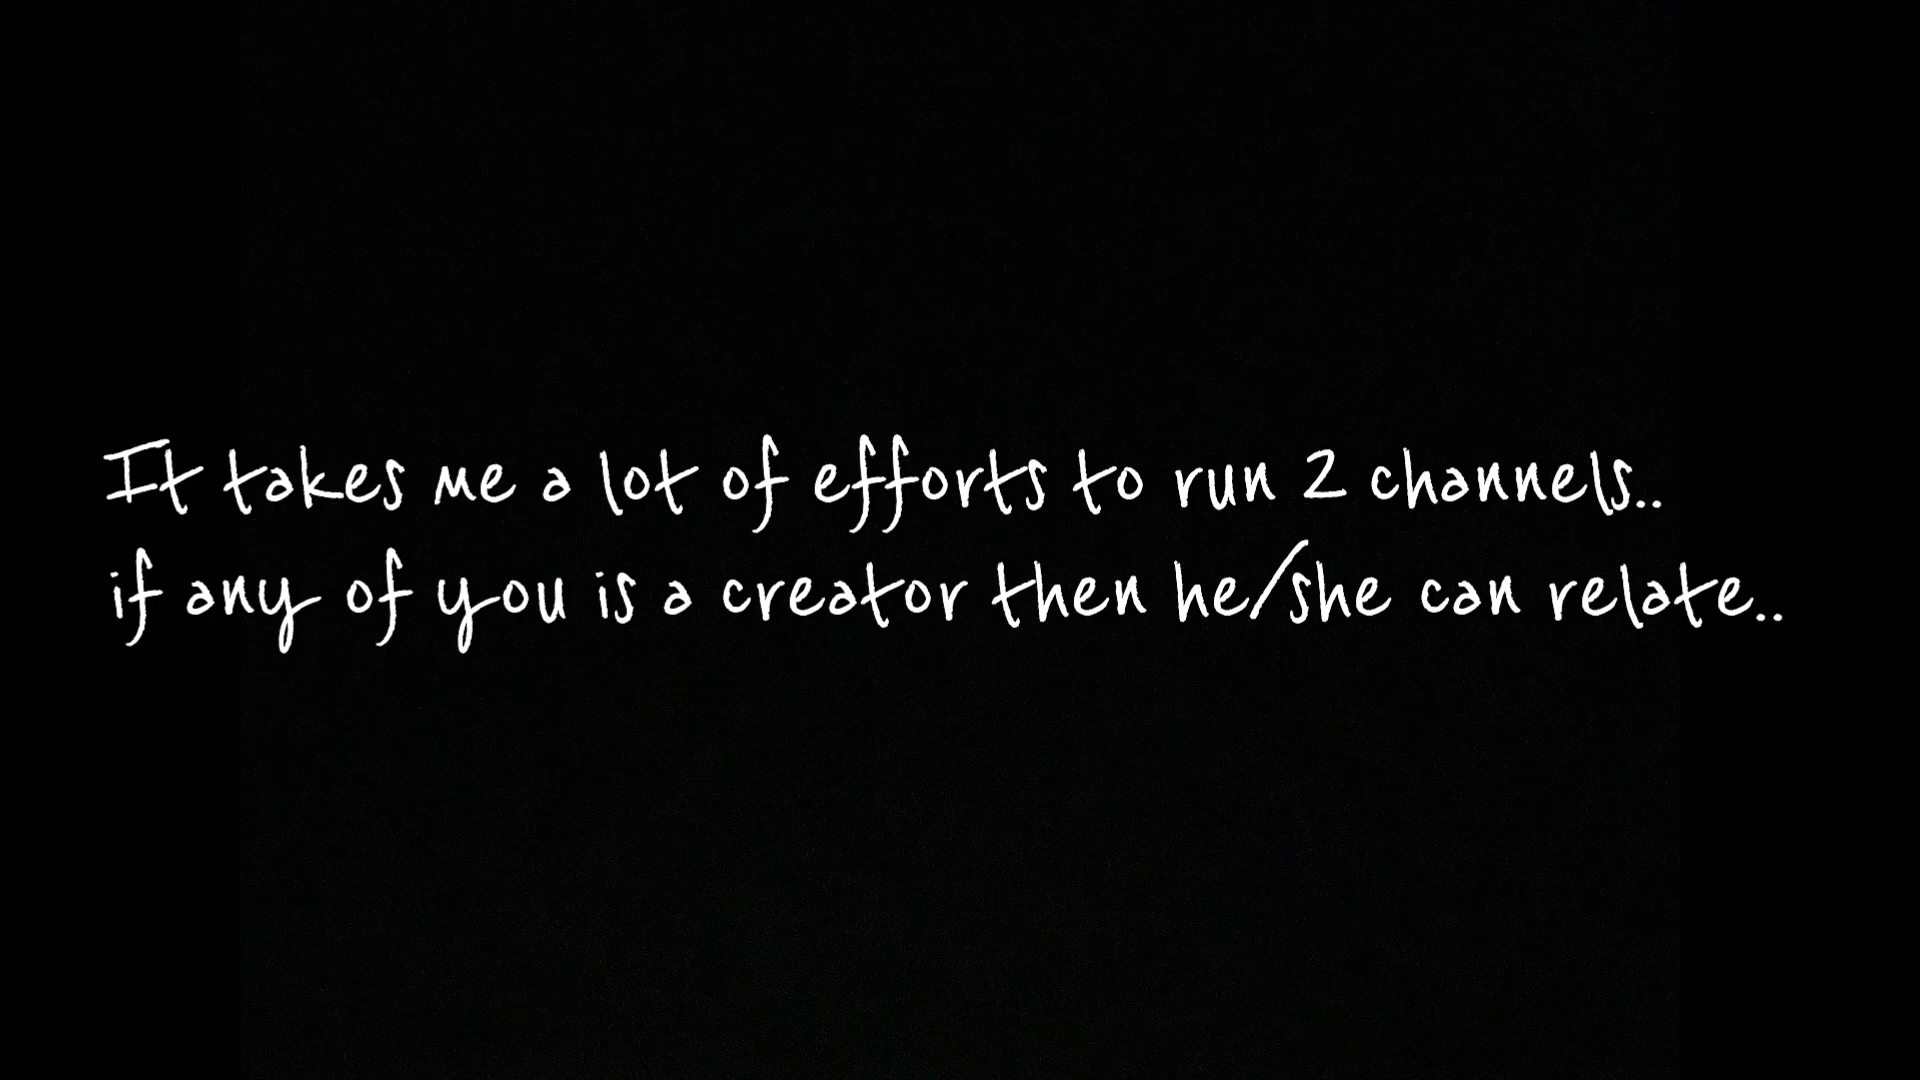 It takes me a lot of efforts to run 2 channels..
if any of you is a creator then he/she can relate..